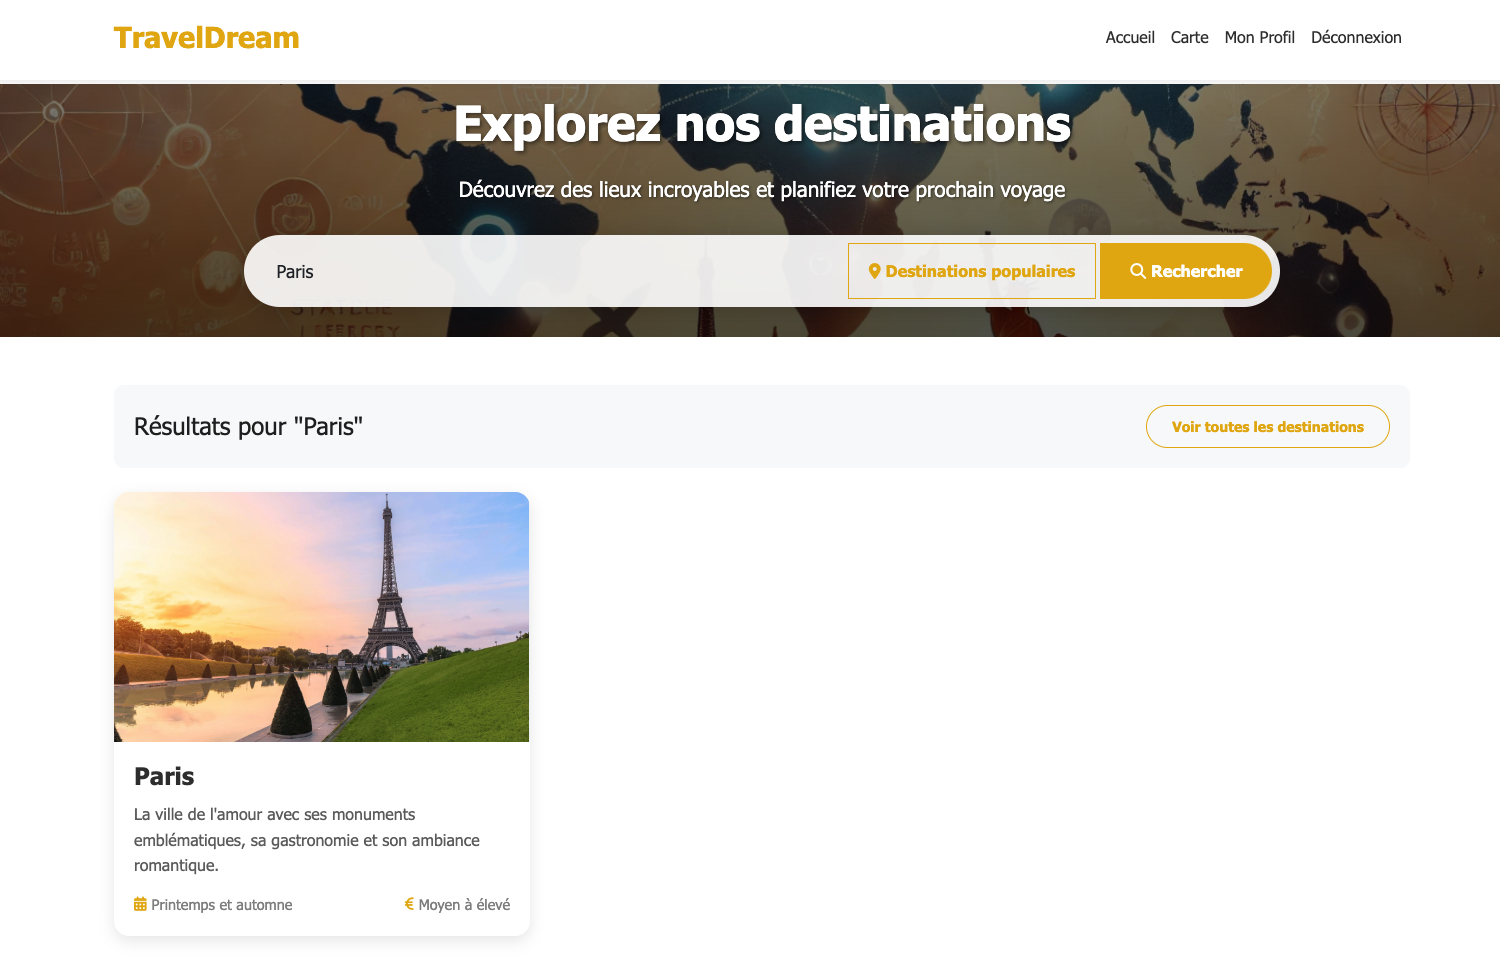 TravelDream
Accueil Carte Mon Profil Déconnexion
Explorez nos destinations
Découvrez des lieux incroyables et planifiez votre prochain voyage
Paris
Destinations populaires
Rechercher
Résultats pour "Paris"
Voir toutes les destinations
Paris
La ville de l'amour avec ses monuments
emblématiques, sa gastronomie et son ambiance
romantique.
Printemps et automne
€ Moyen à élevé